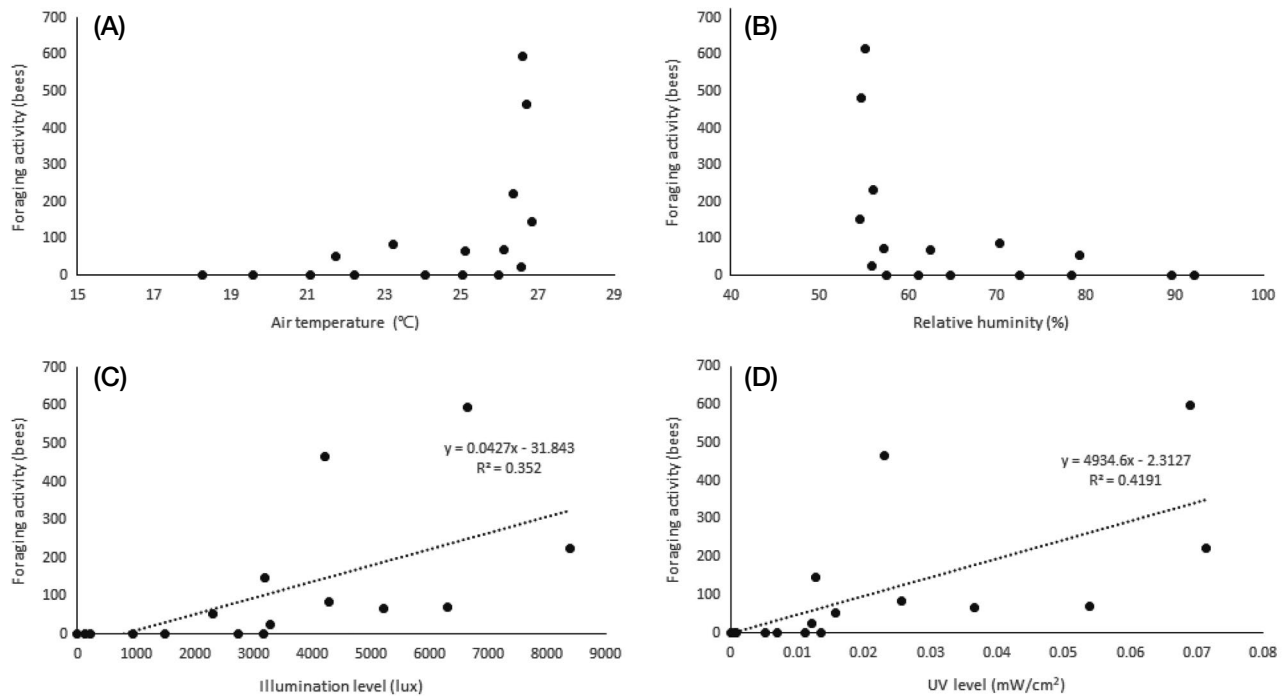 (A)
700
600
500
400
300
200
100
0
Foraging activity (bees)
15 17 19 21 23 25 27 29
Air temperature (℃)
(B)
700
600
500
400
300
200
100
0
Foraging activity (bees)
40 50 60 70 80 90 100
Relative huminity (%)
(C)
700
600
500
400
300
200
100
0
Foraging activity (bees)
y = 0.0427x - 31.843
R² = 0.352
0 1000 2000 3000 4000 5000 6000 7000 8000 9000
Illumination level (lux)
(D)
700
600
500
400
300
200
100
0
Foraging activity (bees)
y = 4934.6x - 2.3127
R² = 0.4191
0 0.01 0.02 0.03 0.04 0.05 0.06 0.07 0.08
UV level (mW/cm²)